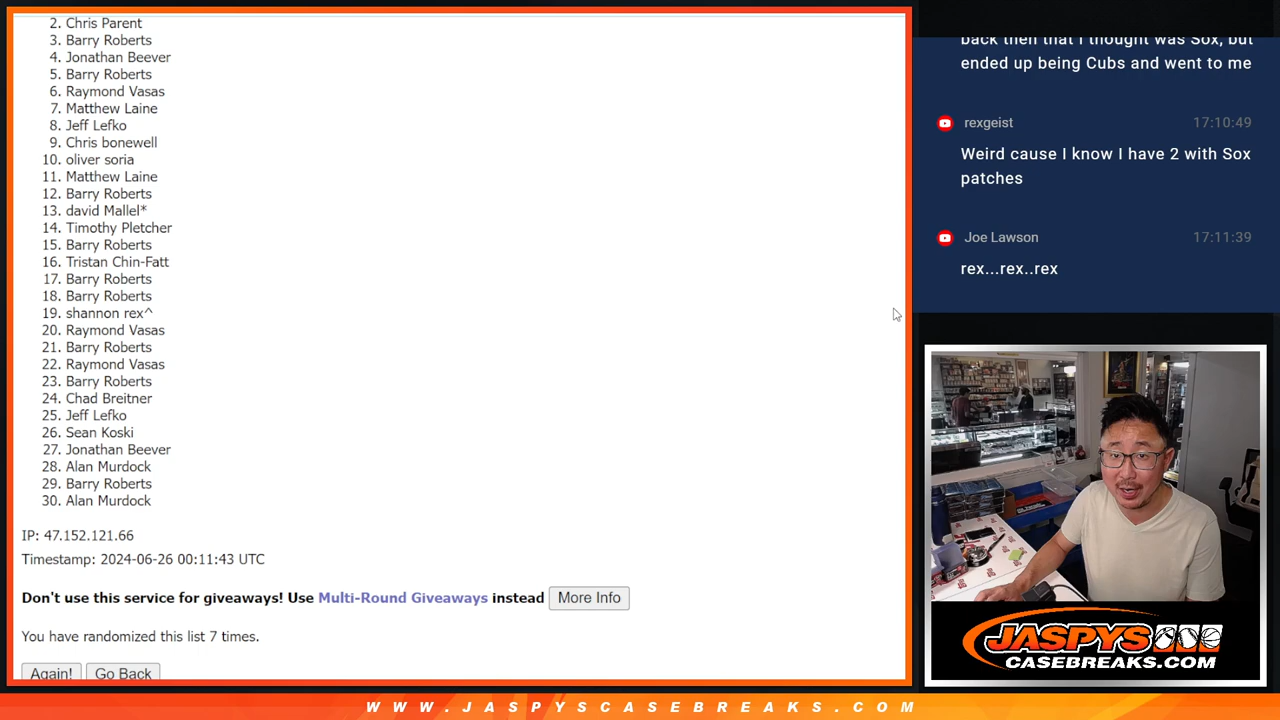 2. Chris Parent
3. Barry Roberts
4. Jonathan Beever
5. Barry Roberts
6. Raymond Vasas
7. Matthew Laine
8. Jeff Lefko
9. Chris bonewell
10. oliver soria
11. Matthew Laine
12. Barry Roberts
13. david Mallel*
14. Timothy Pletcher
15. Barry Roberts
16. Tristan Chin-Fatt
17. Barry Roberts
18. Barry Roberts
19. shannon rex^
20. Raymond Vasas
21. Barry Roberts
22. Raymond Vasas
23. Barry Roberts
24. Chad Breitner
25. Jeff Lefko
26. Sean Koski
27. Jonathan Beever
28. Alan Murdock
29. Barry Roberts
30. Alan Murdock
IP: 47.152.121.66
Timestamp: 2024-06-26 00:11:43 UTC
Don't use this service for giveaways! Use Multi-Round Giveaways instead More Info
You have randomized this list 7 times.
Again! Go Back
back then that I thought was Sox, but
ended up being Cubs and went to me
rexgeist 17:10:49
Weird cause I know I have 2 with Sox
patches
Joe Lawson 17:11:39
rex...rex..rex
JASPYS
CASEBREAKS.COM
WWW.JASPYSCASEBREAKS.COM